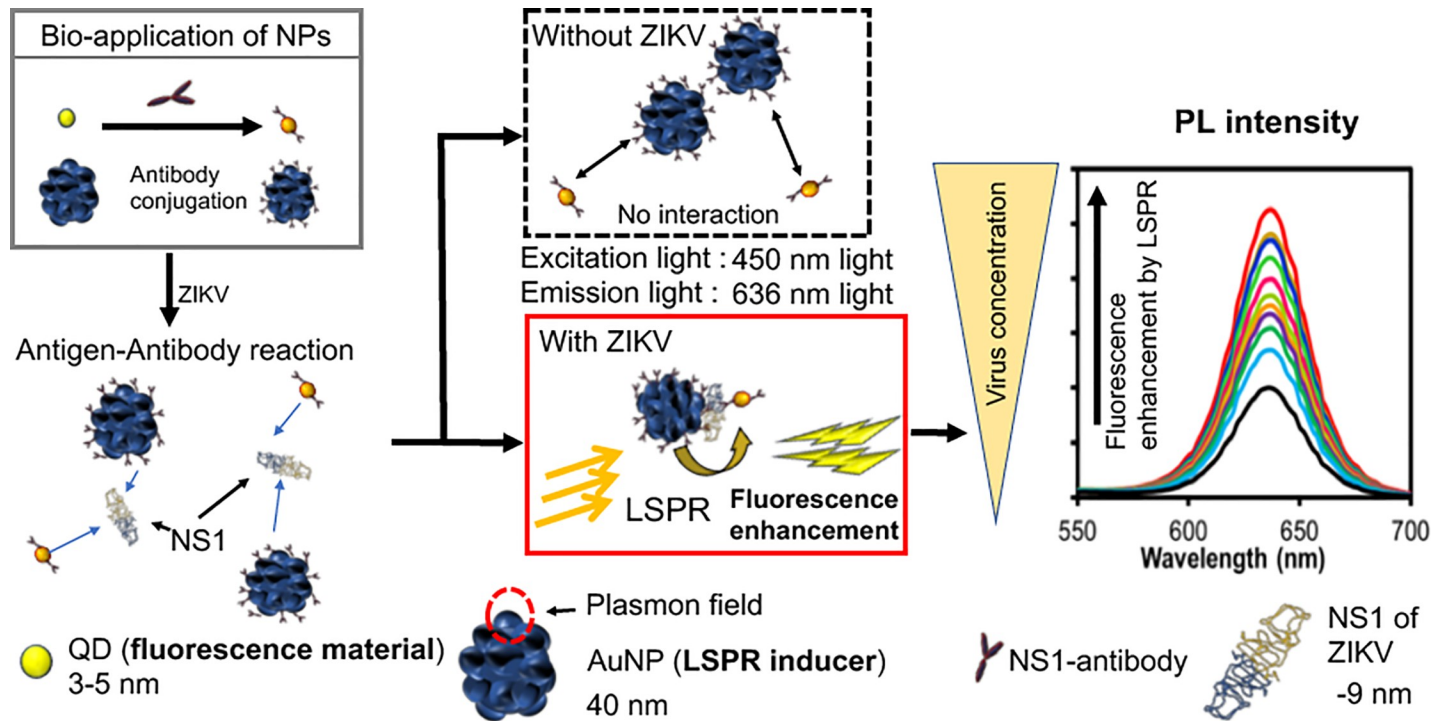 Bio-application of NPs
Antibody
conjugation
ZIKV
Antigen-Antibody reaction
NS1
Without ZIKV
No interaction
Excitation light : 450 nm light
Emission light : 636 nm light
With ZIKV
LSPR
Fluorescence
enhancement
Virus concentration
PL intensity
Fluorescence
enhancement by LSPR
550
600
650
700
Wavelength (nm)
QD (fluorescence material)
3-5 nm
Plasmon field
AuNP (LSPR inducer)
40 nm
NS1-antibody
NS1 of
ZIKV
-9 nm